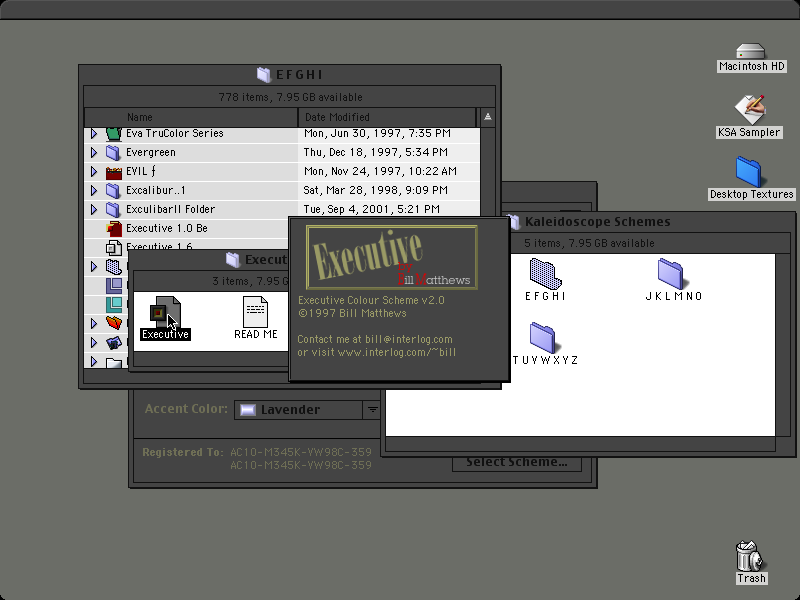 Macintosh HD
KSA Sampler
Desktop Textures
Trash
EFGHI
778 items, 7.95 GB available
Name Date Modified
Eva TruColor Series Mon, Jun 30, 1997, 7:35 PM
Evergreen Thu, Dec 18, 1997, 5:34 PM
EVIL ƒ Mon, Nov 24, 1997, 10:22 AM
Excalibur..1 Sat, Mar 28, 1998, 9:09 PM
ExculibarII Folder Tue, Sep 4, 2001, 5:21 PM
Executive 1.0 Be
Executive 1.6
Execut
3 items, 7.95 G
Executive
READ ME
Executive
By
Bill Matthews
Executive Colour Scheme v2.0
©1997 Bill Matthews
Contact me at bill@interlog.com
or visit www.interlog.com/~bill
Kaleidoscope Schemes
5 items, 7.95 GB available
EFGHI
JKLMNO
TUVWXYZ
Accent Color: Lavender
Registered To: AC10-M345K-YW98C-359
AC10-M345K-YW98C-359
Select Scheme...